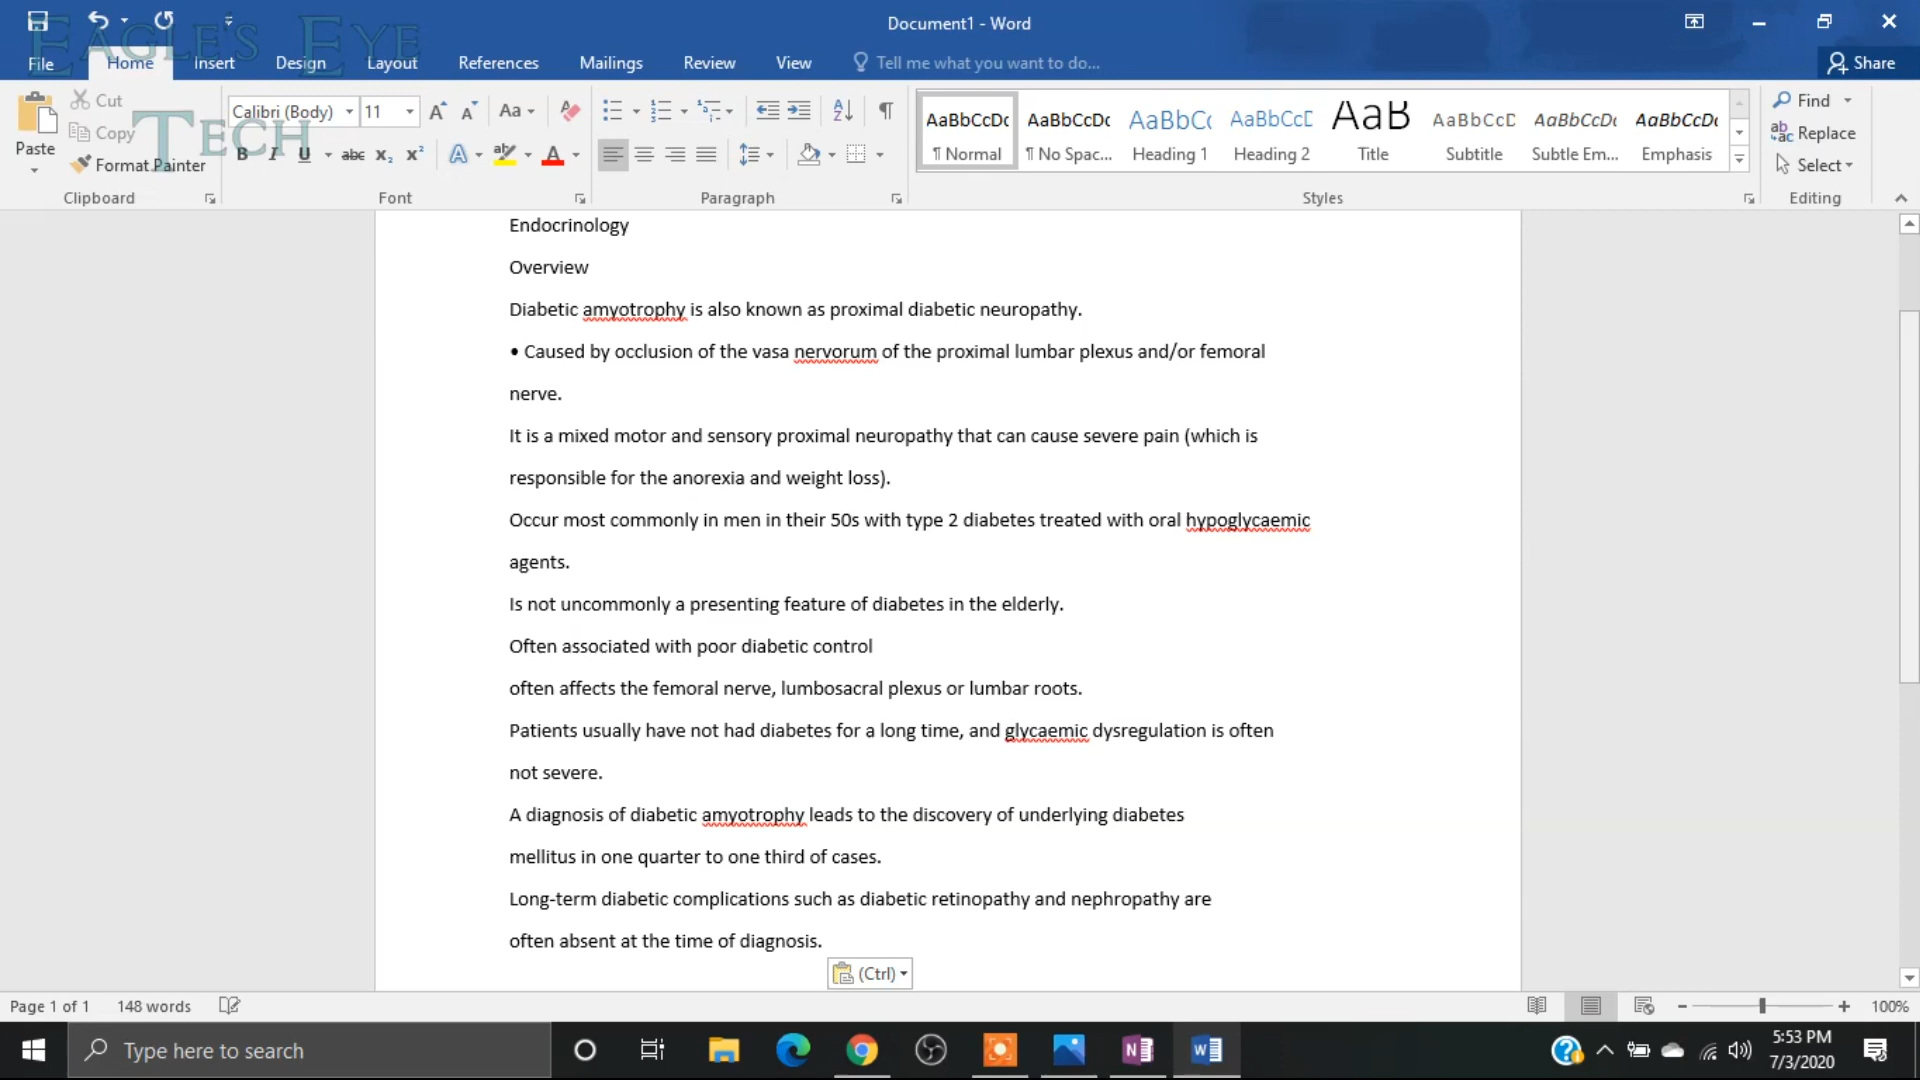 Document1 - Word
EAGLE'S EYE
TECH
File
Home
Insert
Design
Layout
References
Mailings
Review
View
Tell me what you want to do...
Share
Paste
Cut
Copy
Format Painter
Clipboard
Calibri (Body)
11
Font
Paragraph
AaBbCcDc
¶ Normal
AaBbCcDc
¶ No Spac...
AaBbC
Heading 1
AaBbCcD
Heading 2
AaB
Title
AaBbCcD
Subtitle
AaBbCcDc
Subtle Em...
AaBbCcDc
Emphasis
Styles
Find
Replace
Select
Editing
Endocrinology
Overview
Diabetic amyotrophy is also known as proximal diabetic neuropathy.
• Caused by occlusion of the vasa nervorum of the proximal lumbar plexus and/or femoral
nerve.
It is a mixed motor and sensory proximal neuropathy that can cause severe pain (which is
responsible for the anorexia and weight loss).
Occur most commonly in men in their 50s with type 2 diabetes treated with oral hypoglycaemic
agents.
Is not uncommonly a presenting feature of diabetes in the elderly.
Often associated with poor diabetic control
often affects the femoral nerve, lumbosacral plexus or lumbar roots.
Patients usually have not had diabetes for a long time, and glycaemic dysregulation is often
not severe.
A diagnosis of diabetic amyotrophy leads to the discovery of underlying diabetes
mellitus in one quarter to one third of cases.
Long-term diabetic complications such as diabetic retinopathy and nephropathy are
often absent at the time of diagnosis.
(Ctrl)
Page 1 of 1
148 words
100%
Type here to search
5:53 PM
7/3/2020